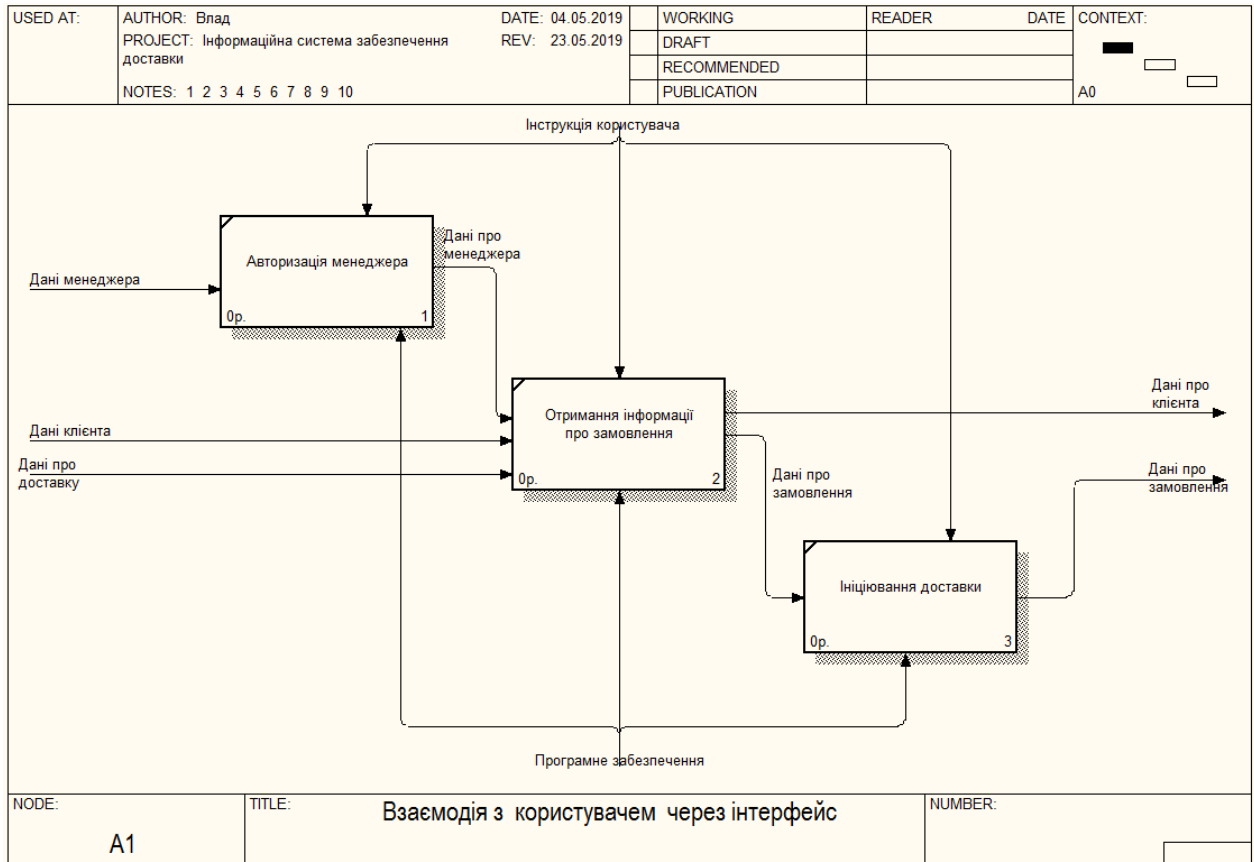 USED AT:
AUTHOR: Влад
DATE: 04.05.2019
PROJECT: Інформаційна система забезпечення
доставки
REV: 23.05.2019
NOTES: 1 2 3 4 5 6 7 8 9 10
WORKING
DRAFT
RECOMMENDED
PUBLICATION
READER
DATE
CONTEXT:
A0
Інструкція користувача
Авторизація менеджера
0р.
1
Дані про
менеджера
Дані менеджера
Отримання інформації
про замовлення
0р.
2
Дані клієнта
Дані про
доставку
Дані про
клієнта
Дані про
замовлення
Дані про
замовлення
Ініціювання доставки
0р.
3
Програмне забезпечення
NODE:
A1
TITLE:
Взаємодія з користувачем через інтерфейс
NUMBER: